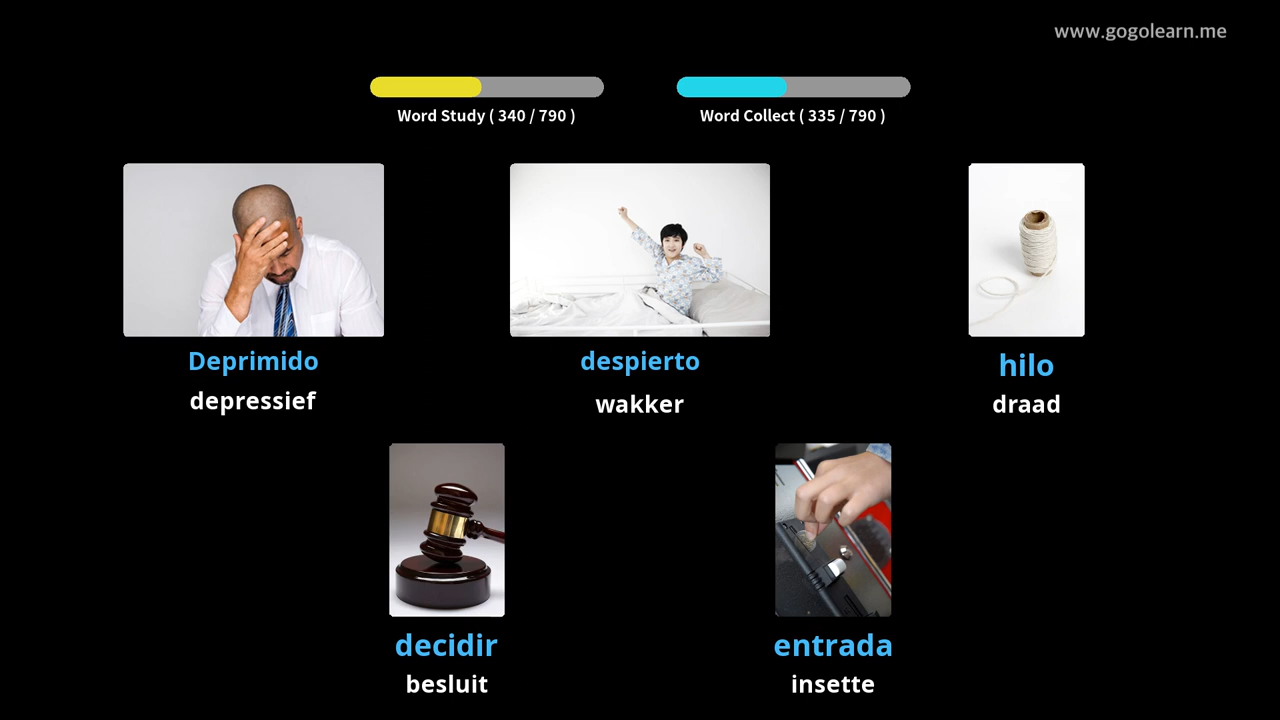 www.gogolearn.me
Word Study ( 340 / 790 )
Word Collect ( 335 / 790 )
Deprimido
depressief
despierto
wakker
hilo
draad
decidir
besluit
entrada
insette